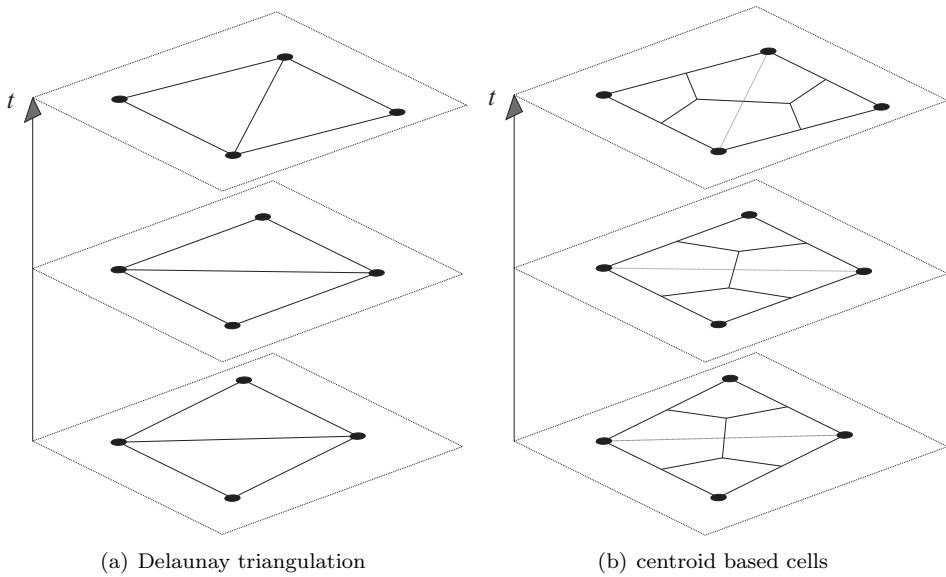 t
t
(a) Delaunay triangulation
(b) centroid based cells